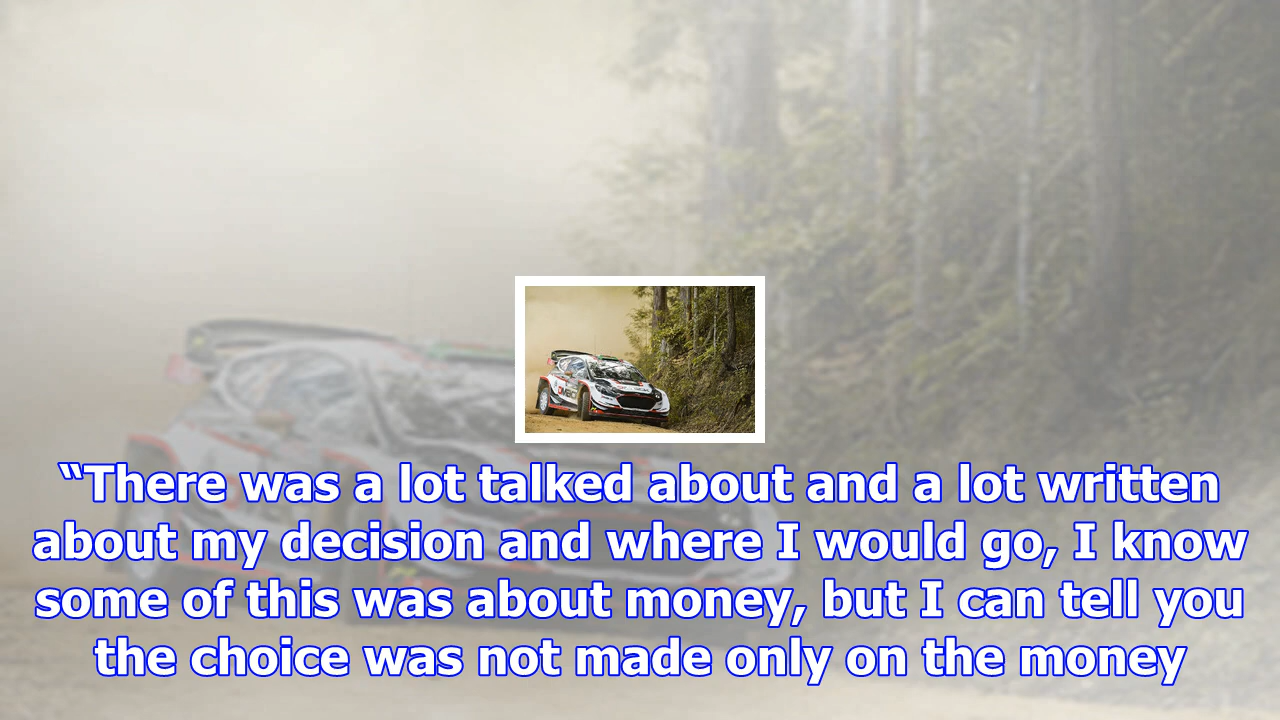 “There was a lot talked about and a lot written
about my decision and where I would go, I know
some of this was about money, but I can tell you
the choice was not made only on the money